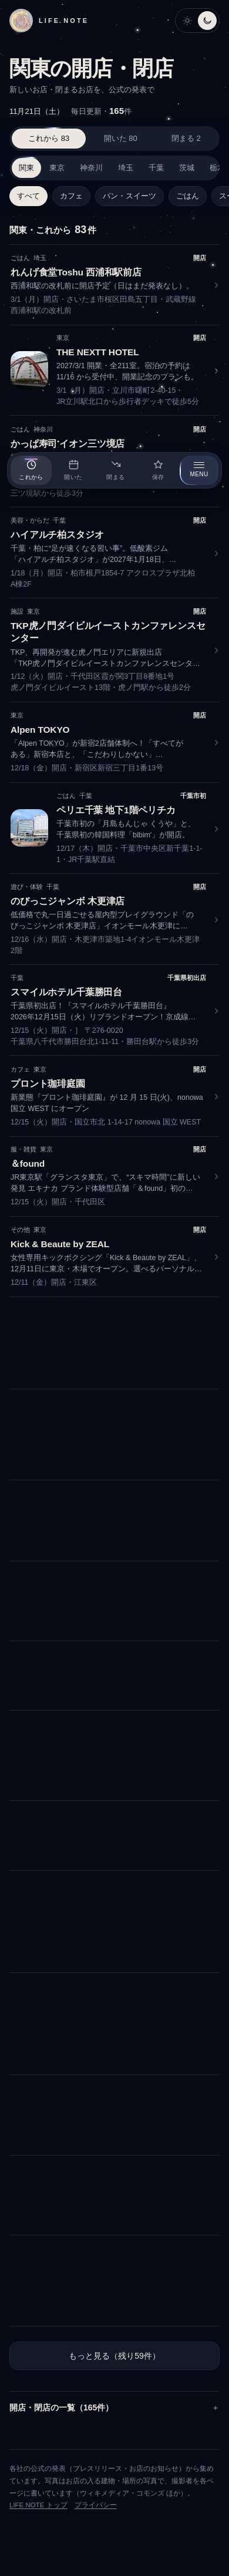 LIFE.NOTE
関東の開店・閉店
新しいお店・閉まるお店を、公式の発表で
11月21日（土） 毎日更新・165件
これから 83 開いた 80 閉まる 2
関東 東京 神奈川 埼玉 千葉 茨城
すべて カフェ パン・スイーツ ごはん
関東・これから 83件
ごはん 埼玉 開店
れんげ食堂Toshu 西浦和駅前店
西浦和駅の改札前に開店予定（日はまだ発表なし）。
3/1（月）開店・さいたま市桜区田島五丁目・武蔵野線
西浦和駅の改札前
東京 開店
THE NEXTT HOTEL
2027/3/1 開業・全211室。宿泊の予約は
11/16 から受付中、開業記念のプランも。
3/1（月）開店・立川市曙町2-40-15・
JR立川駅北口から歩行者デッキで徒歩5分
ごはん 神奈川 開店
かっぱ寿司 イオン三ツ境店
これから 開いた 閉まる 保存 MENU
三ツ境駅から徒歩3分
美容・からだ 千葉 開店
ハイアルチ柏スタジオ
千葉・柏に“足が速くなる習い事”。低酸素ジム
「ハイアルチ柏スタジオ」が2027年1月18日、…
1/18（月）開店・柏市根戸1854-7 アクロスプラザ北柏
A棟2F
施設 東京 開店
TKP虎ノ門ダイビルイーストカンファレンスセ
ンター
TKP、再開発が進む虎ノ門エリアに新規出店
「TKP虎ノ門ダイビルイーストカンファレンスセンタ…
1/12（火）開店・千代田区霞が関3丁目8番地1号
虎ノ門ダイビルイースト13階・虎ノ門駅から徒歩2分
東京 開店
Alpen TOKYO
「Alpen TOKYO」が新宿2店舗体制へ！「すべてが
ある」新宿本店と、「こだわりしかない」…
12/18（金）開店・新宿区新宿三丁目1番13号
ごはん 千葉 千葉市初
ペリエ千葉 地下1階ペリチカ
千葉市初の「月島もんじゃ くうや」と、
千葉県初の韓国料理「bibim'」が開店。
12/17（木）開店・千葉市中央区新千葉1-1-
1・JR千葉駅直結
遊び・体験 千葉 開店
のびっこジャンボ 木更津店
低価格で丸一日過ごせる屋内型プレイグラウンド「の
びっこジャンボ 木更津店」イオンモール木更津に…
12/16（水）開店・木更津市築地1-4イオンモール木更津
2階
千葉 千葉県初出店
スマイルホテル千葉勝田台
千葉県初出店！『スマイルホテル千葉勝田台』
2026年12月15日（火）リブランドオープン！京成線…
12/15（火）開店・］ 〒276-0020
千葉県八千代市勝田台北1-11-11・勝田台駅から徒歩3分
カフェ 東京 開店
ブロント珈琲庭園
新業態『ブロント珈琲庭園』が 12 月 15 日(火)、nonowa
国立 WEST にオープン
12/15（火）開店・国立市北 1-14-17 nonowa 国立 WEST
服・雑貨 東京 開店
＆found
JR東京駅「グランスタ東京」で、“スキマ時間”に新しい
発見 エキナカ ブランド体験型店舗「＆found」初の…
12/15（火）開店・千代田区
その他 東京 開店
Kick & Beaute by ZEAL
女性専用キックボクシング「Kick & Beaute by ZEAL」、
12月11日に東京・木場でオープン。選べるパーソナル…
12/11（金）開店・江東区
もっと見る（残り59件）
開店・閉店の一覧（165件） +
各社の公式の発表（プレスリリース・お店のお知らせ）から集め
ています。写真はお店の入る建物・場所の写真で、撮影者を各ペ
ージに書いています（ウィキメディア・コモンズ ほか）。
LIFE NOTE トップ プライバシー